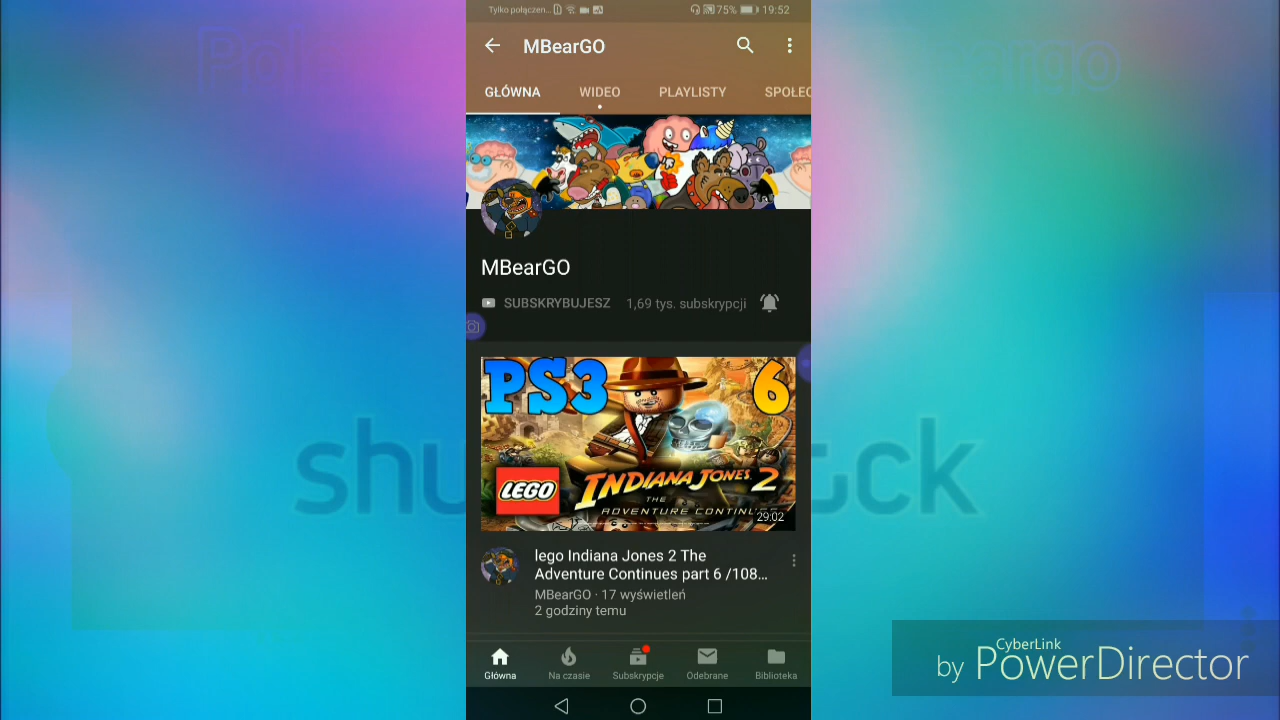 Tylko połączen...
75%
19:52
MBearGO
GŁÓWNA
WIDEO
PLAYLISTY
SPOŁEC
MBearGO
SUBSKRYBUJESZ
1,69 tys. subskrypcji
PS3
6
LEGO
INDIANA JONES 2
THE
ADVENTURE CONTINUES
29:02
lego Indiana Jones 2 The
Adventure Continues part 6 /108...
MBearGO · 17 wyświetleń
2 godziny temu
Główna
Na czasie
Subskrypcje
Odebrane
Biblioteka
CyberLink
by PowerDirector